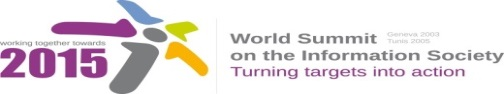 working together towards
2015
World Summit
Geneva 2003
Tunis 2005
on the Information Society
Turning targets into action